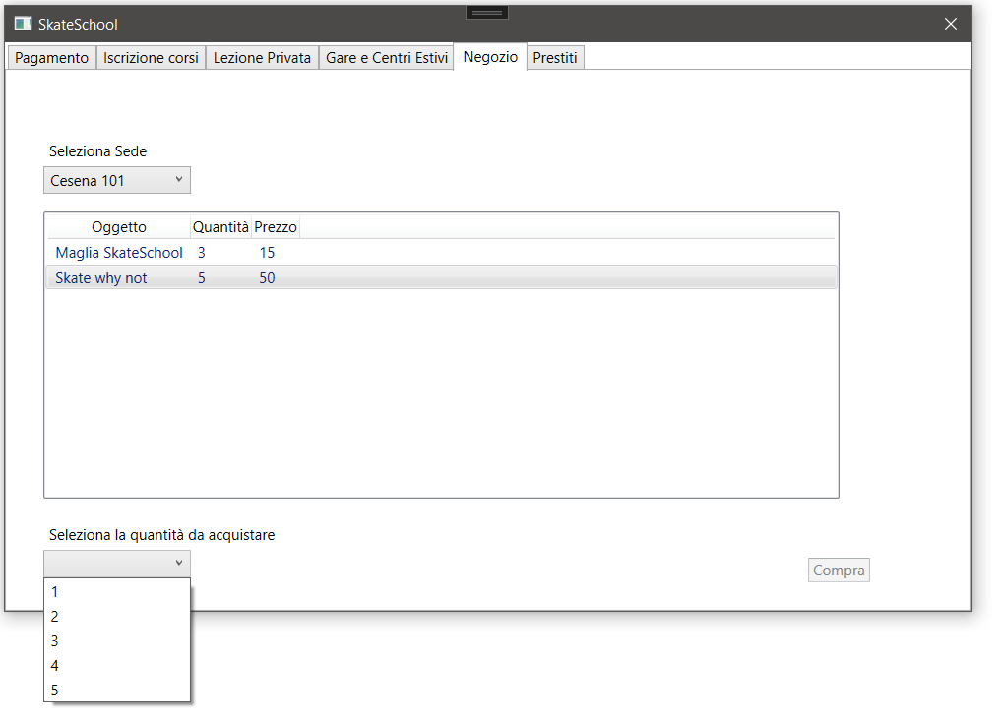 SkateSchool
Pagamento Iscrizione corsi Lezione Privata Gare e Centri Estivi Negozio Prestiti
Seleziona Sede
Cesena 101
Oggetto Quantità Prezzo
Maglia SkateSchool 3 15
Skate why not 5 50
Seleziona la quantità da acquistare
Compra
1
2
3
4
5